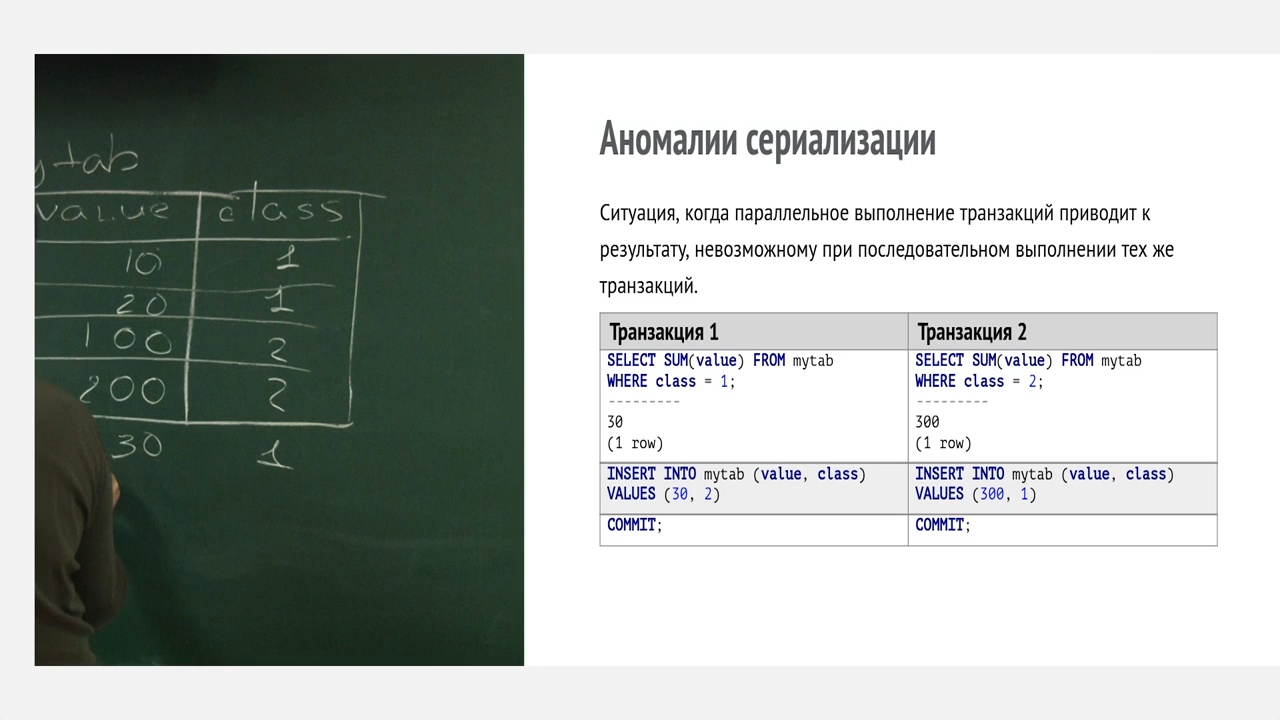 ytab
value class
10 1
20 1
100 2
200 2
30 1
Аномалии сериализации
Ситуация, когда параллельное выполнение транзакций приводит к
результату, невозможному при последовательном выполнении тех же
транзакций.
Транзакция 1 Транзакция 2
SELECT SUM(value) FROM mytab
WHERE class = 1;
---------
30
(1 row)
SELECT SUM(value) FROM mytab
WHERE class = 2;
---------
300
(1 row)
INSERT INTO mytab (value, class)
VALUES (30, 2)
INSERT INTO mytab (value, class)
VALUES (300, 1)
COMMIT; COMMIT;